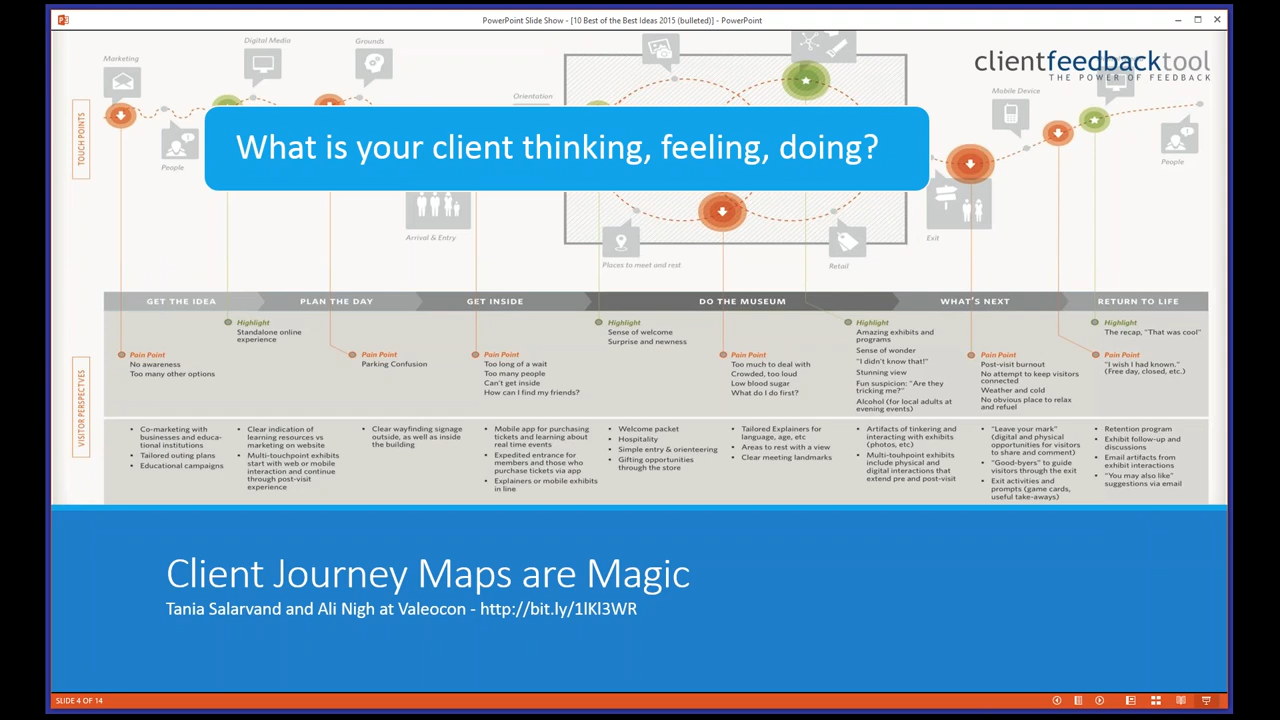 PowerPoint Slide Show - [10 Best of the Best Ideas 2015 (bulleted)] - PowerPoint
clientfeedbacktool
THE POWER OF FEEDBACK
Marketing
Digital Media
Grounds
Orientation
Mobile Device
TOUCH POINTS
People
People
What is your client thinking, feeling, doing?
Arrival & Entry
Places to meet and rest
Retail
Exit
GET THE IDEA
PLAN THE DAY
GET INSIDE
DO THE MUSEUM
WHAT'S NEXT
RETURN TO LIFE
VISITOR PERSPECTIVES
Pain Point
No awareness
Too many other options
Highlight
Standalone online
experience
Pain Point
Parking Confusion
Pain Point
Too long of a wait
Too many people
Can't get inside
How can I find my friends?
Highlight
Sense of welcome
Surprise and newness
Pain Point
Too much to deal with
Crowded, too loud
Low blood sugar
What do I do first?
Highlight
Amazing exhibits and
programs
Sense of wonder
"I didn't know that!"
Stunning view
Fun suspicion: "Are they
tricking me?"
Alcohol (for local adults at
evening events)
Pain Point
Post-visit burnout
No attempt to keep visitors
connected
Weather and cold
No obvious place to relax
and refuel
Highlight
The recap, "That was cool"
Pain Point
"I wish I had known."
(Free day, closed, etc.)
• Co-marketing with
businesses and educa-
tional institutions
• Tailored outing plans
• Educational campaigns
• Clear indication of
learning resources vs
marketing on website
• Multi-touchpoint exhibits
start with web or mobile
interaction and continue
through post-visit
experience
• Clear wayfinding signage
outside, as well as inside
the building
• Mobile app for purchasing
tickets and learning about
real time events
• Expedited entrance for
members and those who
purchase tickets via app
• Explainers or mobile exhibits
in line
• Welcome packet
• Hospitality
• Simple entry & orienteering
• Gifting opportunities
through the store
• Tailored Explainers for
language, age, etc
• Areas to rest with a view
• Clear meeting landmarks
• Artifacts of tinkering and
interacting with exhibits
(photos, etc)
• Multi-touhpoint exhibits
include physical and
digital interactions that
extend pre and post-visit
• "Leave your mark"
(digital and physical
opportunities for visitors
to share and comment)
• "Good-byers" to guide
visitors through the exit
• Exit activities and
prompts (game cards,
useful take-aways)
• Retention program
• Exhibit follow-up and
discussions
• Email artifacts from
exhibit interactions
• "You may also like"
suggestions via email
Client Journey Maps are Magic
Tania Salarvand and Ali Nigh at Valeocon - http://bit.ly/1lKl3WR
SLIDE 4 OF 14